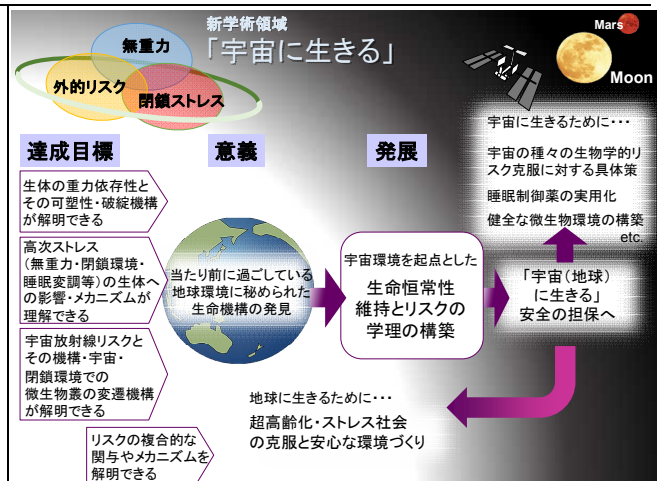 新学術領域
「宇宙に生きる」
無重力
外的リスク
閉鎖ストレス
Mars
Moon
達成目標
意義
発展
生体の重力依存性と
その可塑性・破綻機構
が解明できる
高次ストレス
(無重力・閉鎖環境・
睡眠変調等)の生体へ
の影響・メカニズムが
理解できる
宇宙放射線リスクと
その機構・宇宙・
閉鎖環境での
微生物叢の変遷機構
が解明できる
リスクの複合的な
関与やメカニズムを
解明できる
当たり前に過ごしている
地球環境に秘められた
生命機構の発見
宇宙環境を起点とした
生命恒常性
維持とリスクの
学理の構築
「宇宙(地球)
に生きる」
安全の担保へ
宇宙に生きるために・・・
宇宙の種々の生物学的リ
スク克服に対する具体策
睡眠制御薬の実用化
健全な微生物環境の構築
etc.
地球に生きるために・・・
超高齢化・ストレス社会
の克服と安心な環境づくり